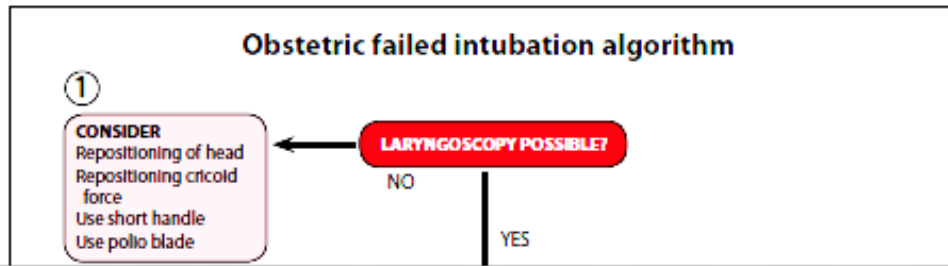 Obstetric failed intubation algorithm
1
CONSIDER
Repositioning of head
Repositioning cricoid
force
Use short handle
Use polio blade
LARYNGOSCOPY POSSIBLE?
NO
YES